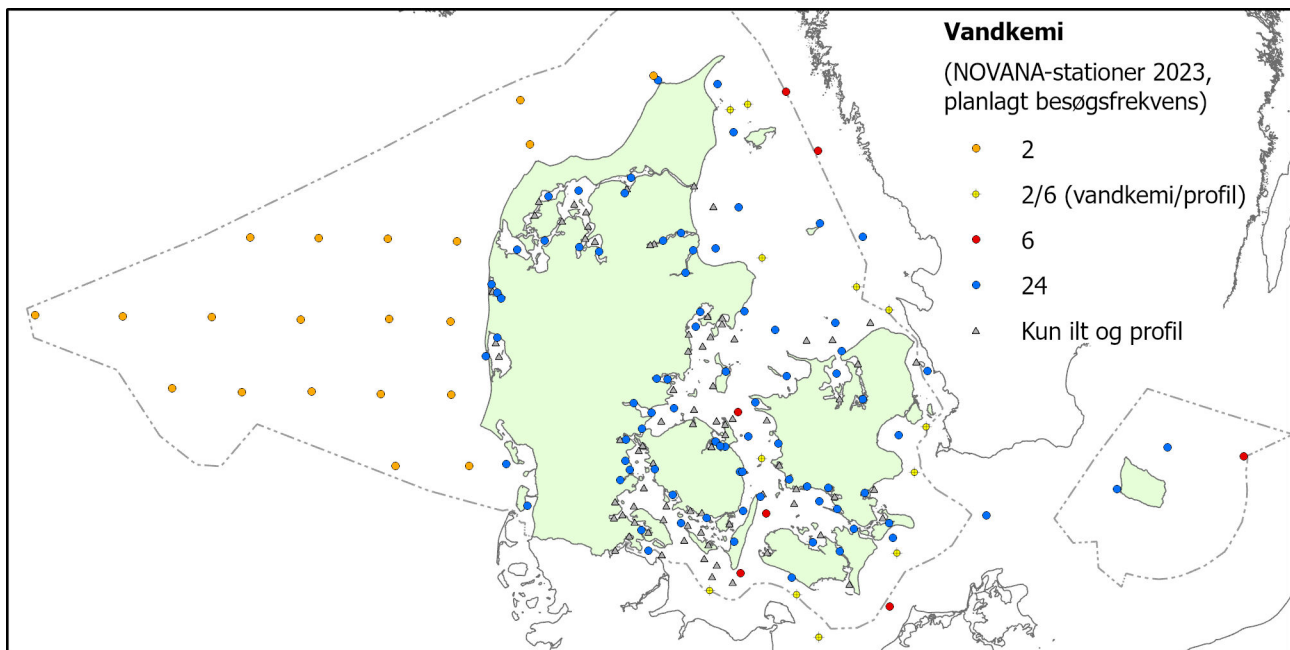 Vandkemi
(NOVANA-stationer 2023,
planlagt besøgsfrekvens)
2
2/6 (vandkemi/profil)
6
24
Kun ilt og profil